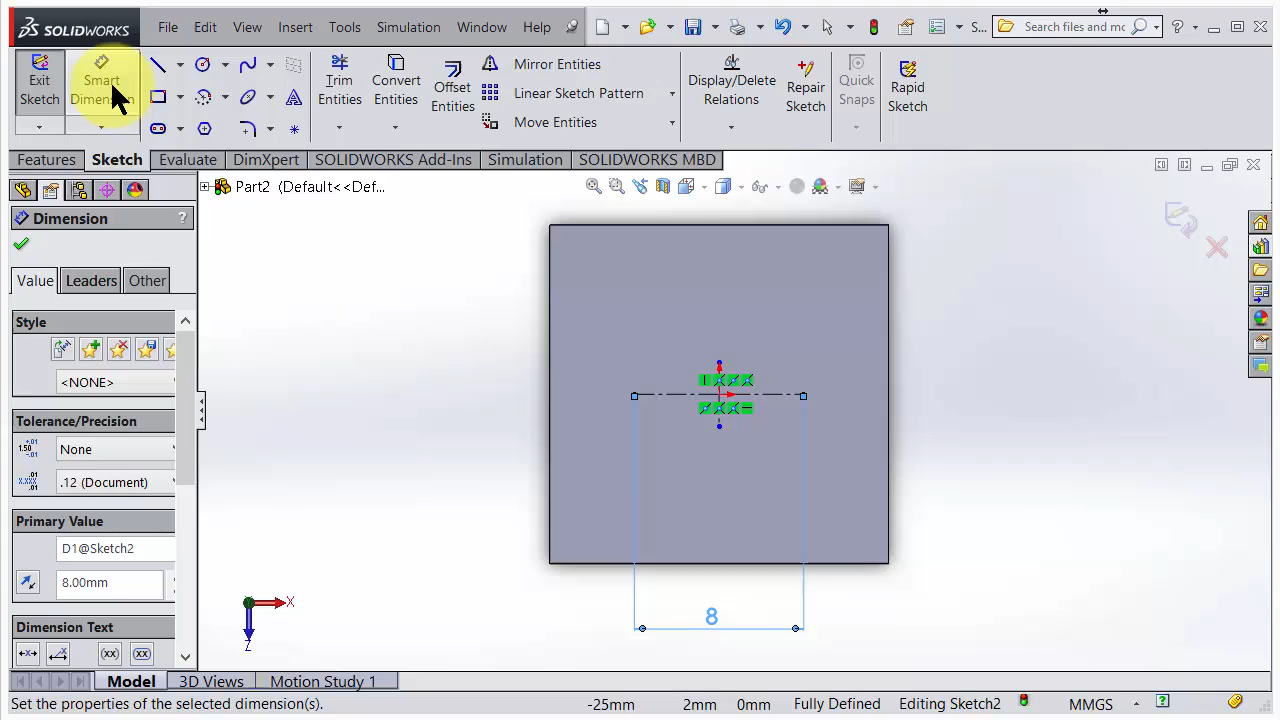 SOLIDWORKS File Edit View Insert Tools Simulation Window Help S... Search files and models ?
Exit Sketch
Smart Dimension
Trim Entities
Convert Entities
Offset Entities
Mirror Entities
Linear Sketch Pattern
Move Entities
Display/Delete Relations
Repair Sketch
Quick Snaps
Rapid Sketch
Features Sketch Evaluate DimXpert SOLIDWORKS Add-Ins Simulation SOLIDWORKS MBD
Part2 (Default<<Def...
Dimension ?
Value Leaders Other
Style
<NONE>
Tolerance/Precision
None
.12 (Document)
Primary Value
D1@Sketch2
8.00mm
Dimension Text
(xx) (xx)
8
X
Z
Model 3D Views Motion Study 1
Set the properties of the selected dimension(s). -25mm 2mm 0mm Fully Defined Editing Sketch2 MMGS ?